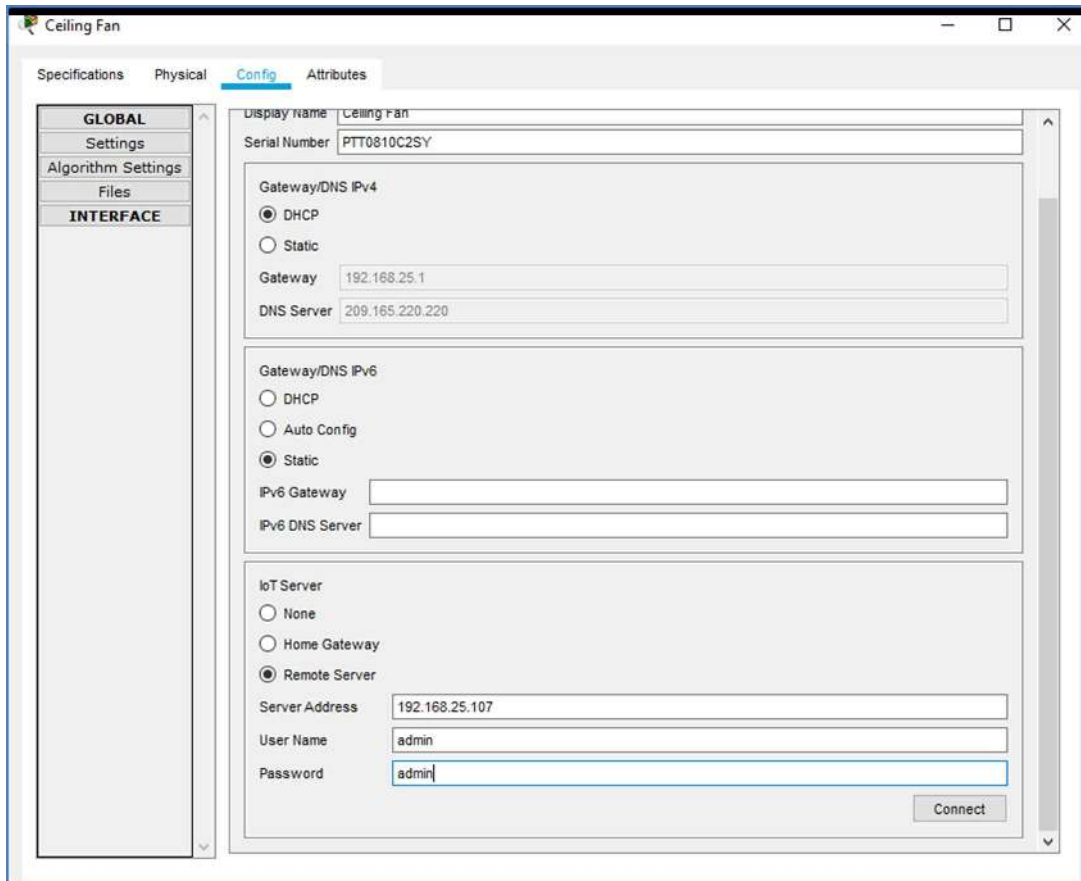 Ceiling Fan
Specifications Physical Config Attributes
GLOBAL
Settings
Algorithm Settings
Files
INTERFACE
Display Name Ceiling Fan
Serial Number PTT0810C2SY
Gateway/DNS IPv4
DHCP
Static
Gateway 192.168.25.1
DNS Server 209.165.220.220
Gateway/DNS IPv6
DHCP
Auto Config
Static
IPv6 Gateway
IPv6 DNS Server
IoT Server
None
Home Gateway
Remote Server
Server Address 192.168.25.107
User Name admin
Password admin
Connect